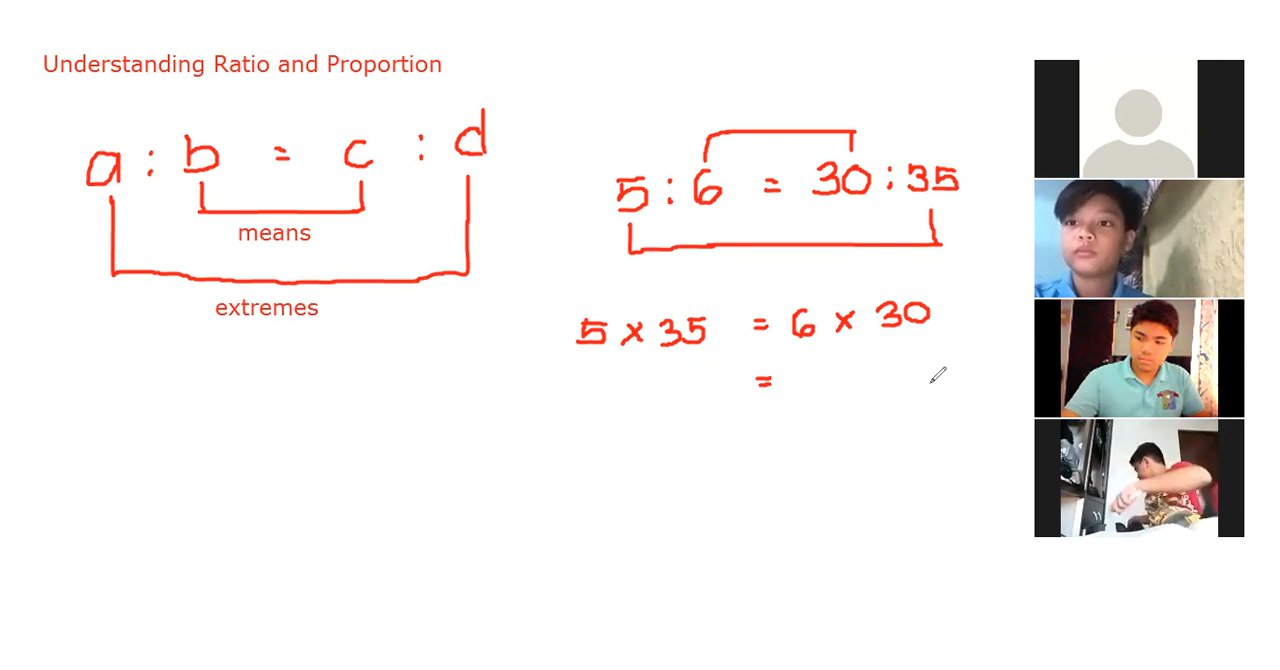 Understanding Ratio and Proportion
a : b = c : d
means
extremes
5 : 6 = 30 : 35
5 × 35 = 6 × 30
=